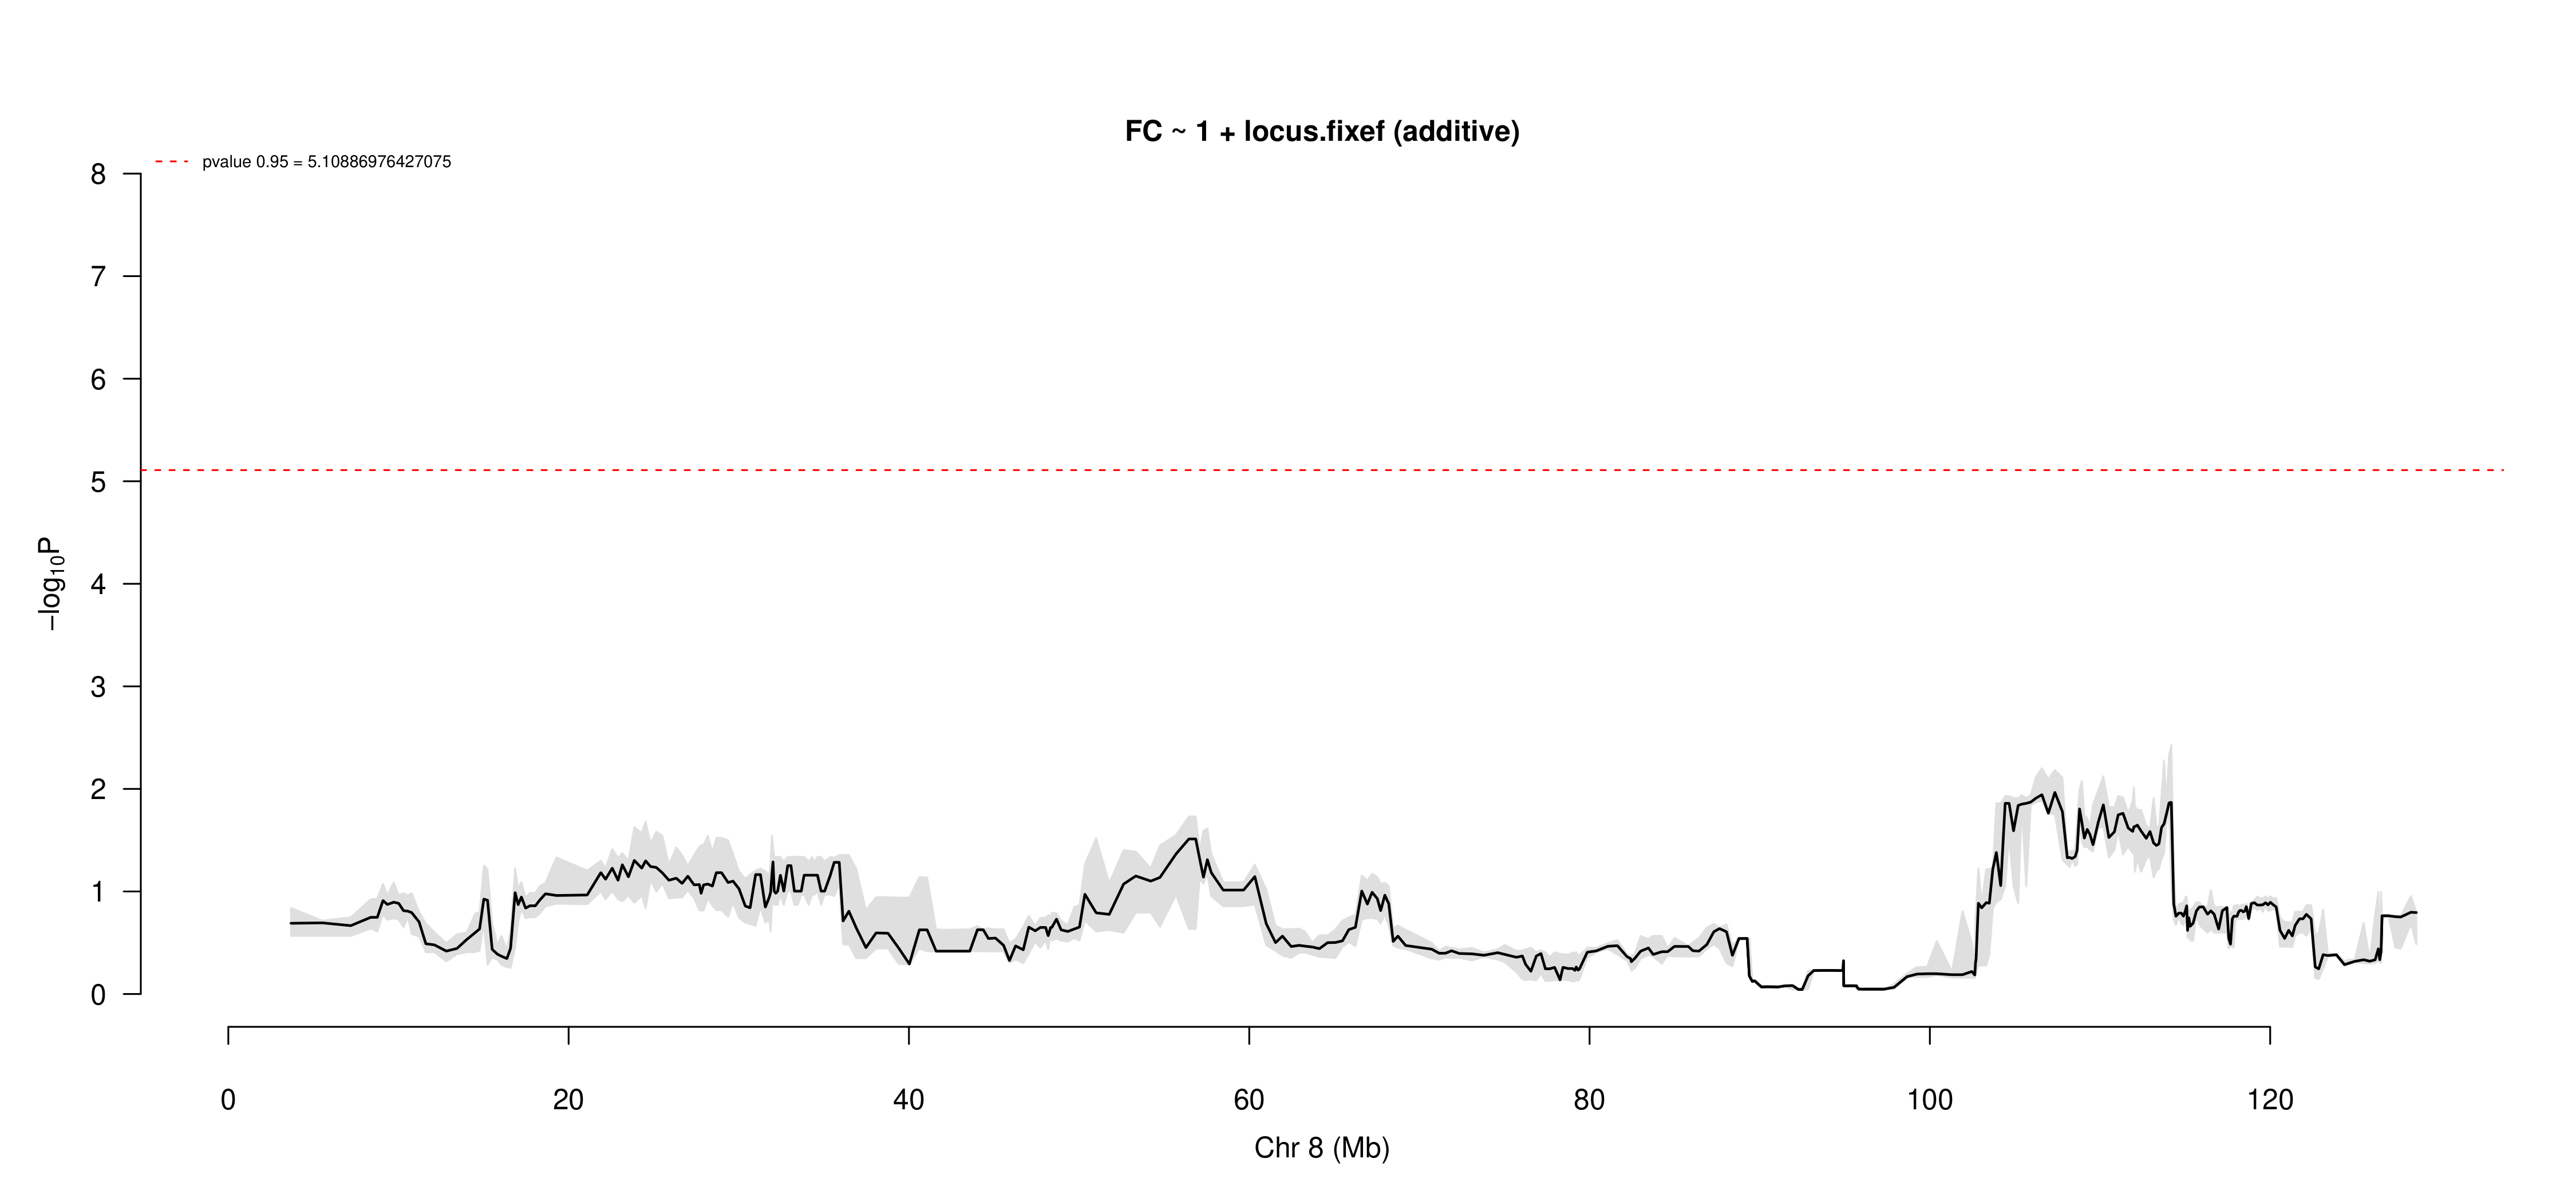 FC ~ 1 + locus.fixef (additive)
pvalue 0.95 = 5.10886976427075
8
7
6
5
4
3
2
1
0
−log10P
0 20 40 60 80 100 120
Chr 8 (Mb)